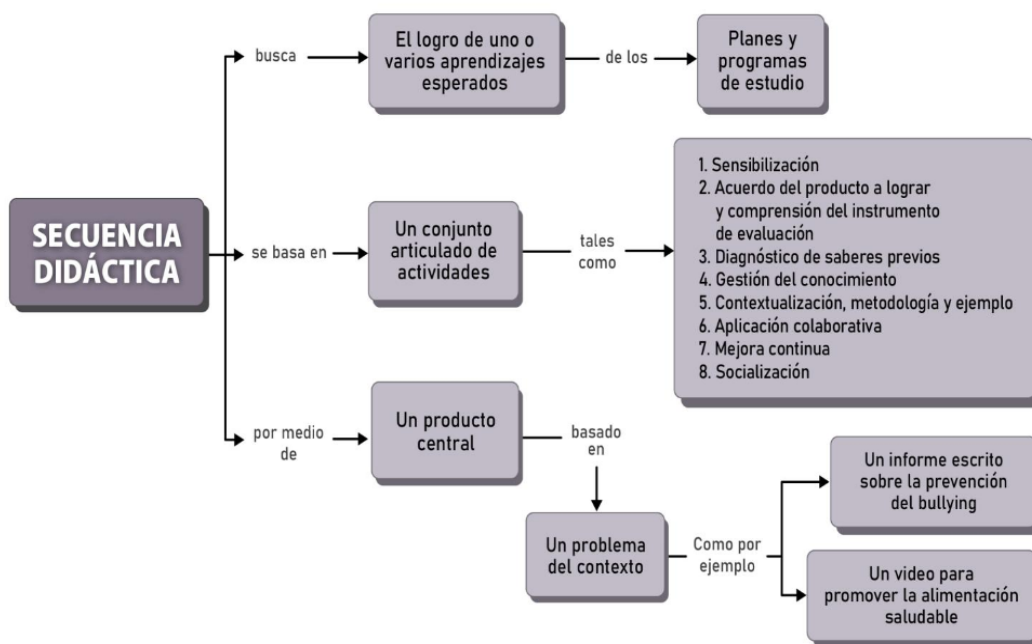 SECUENCIA
DIDÁCTICA
busca
El logro de uno o
varios aprendizajes
esperados
de los
Planes y
programas
de estudio
se basa en
Un conjunto
articulado de
actividades
tales
como
1. Sensibilización
2. Acuerdo del producto a lograr
y comprensión del instrumento
de evaluación
3. Diagnóstico de saberes previos
4. Gestión del conocimiento
5. Contextualización, metodología y ejemplo
6. Aplicación colaborativa
7. Mejora continua
8. Socialización
por medio
de
Un producto
central
basado
en
Un problema
del contexto
Como por
ejemplo
Un informe escrito
sobre la prevención
del bullying
Un video para
promover la alimentación
saludable